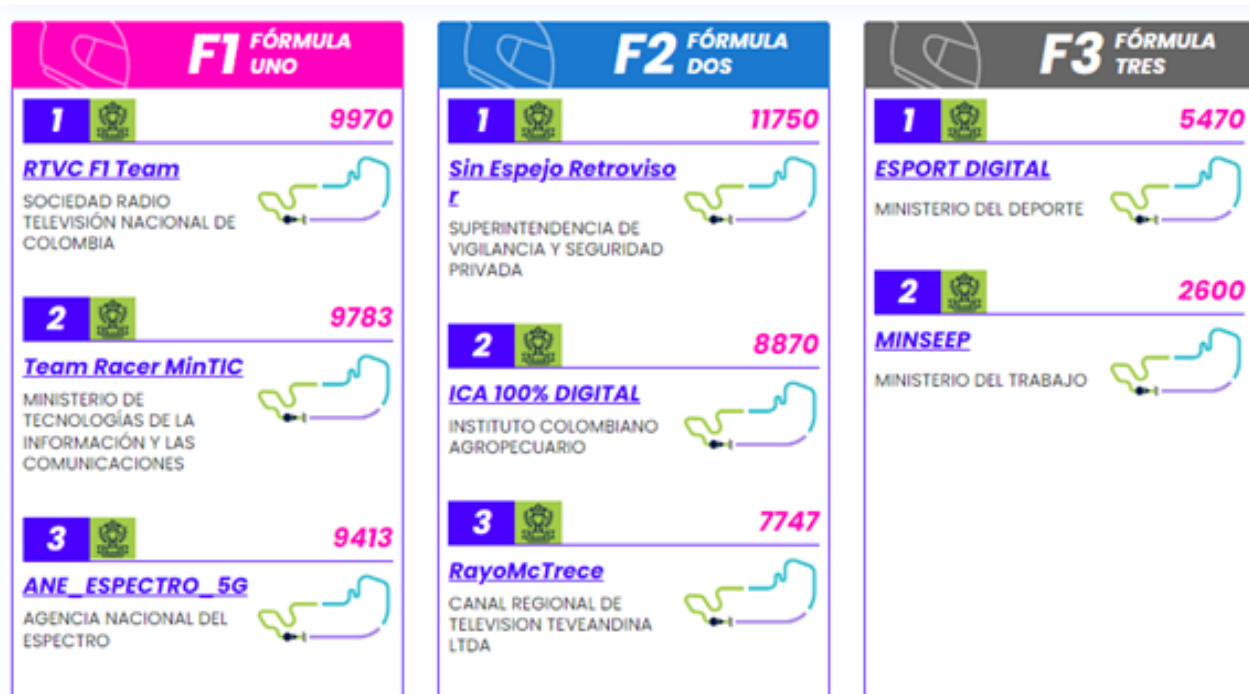 F1 FÓRMULA
UNO
1 9970
RTVC F1 Team
SOCIEDAD RADIO
TELEVISIÓN NACIONAL DE
COLOMBIA
2 9783
Team Racer MinTIC
MINISTERIO DE
TECNOLOGÍAS DE LA
INFORMACIÓN Y LAS
COMUNICACIONES
3 9413
ANE_ESPECTRO_5G
AGENCIA NACIONAL DEL
ESPECTRO
F2 FÓRMULA
DOS
1 11750
Sin Espejo Retroviso
r
SUPERINTENDENCIA DE
VIGILANCIA Y SEGURIDAD
PRIVADA
2 8870
ICA 100% DIGITAL
INSTITUTO COLOMBIANO
AGROPECUARIO
3 7747
RayoMcTrece
CANAL REGIONAL DE
TELEVISION TEVEANDINA
LTDA
F3 FÓRMULA
TRES
1 5470
ESPORT DIGITAL
MINISTERIO DEL DEPORTE
2 2600
MINSEEP
MINISTERIO DEL TRABAJO